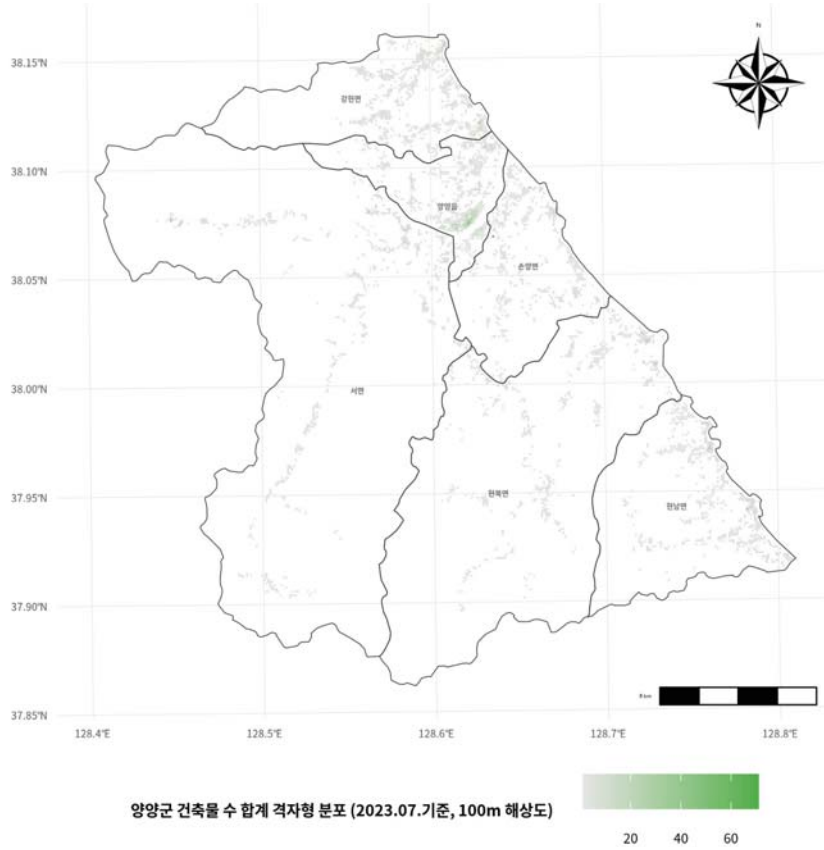 N
38.15°N
38.10°N
38.05°N
38.00°N
37.95°N
37.90°N
37.85°N
강현면
양양읍
손양면
서면
현북면
현남면
8 km
128.4°E
128.5°E
128.6°E
128.7°E
128.8°E
양양군 건축물 수 합계 격자형 분포 (2023.07.기준, 100m 해상도)
20
40
60